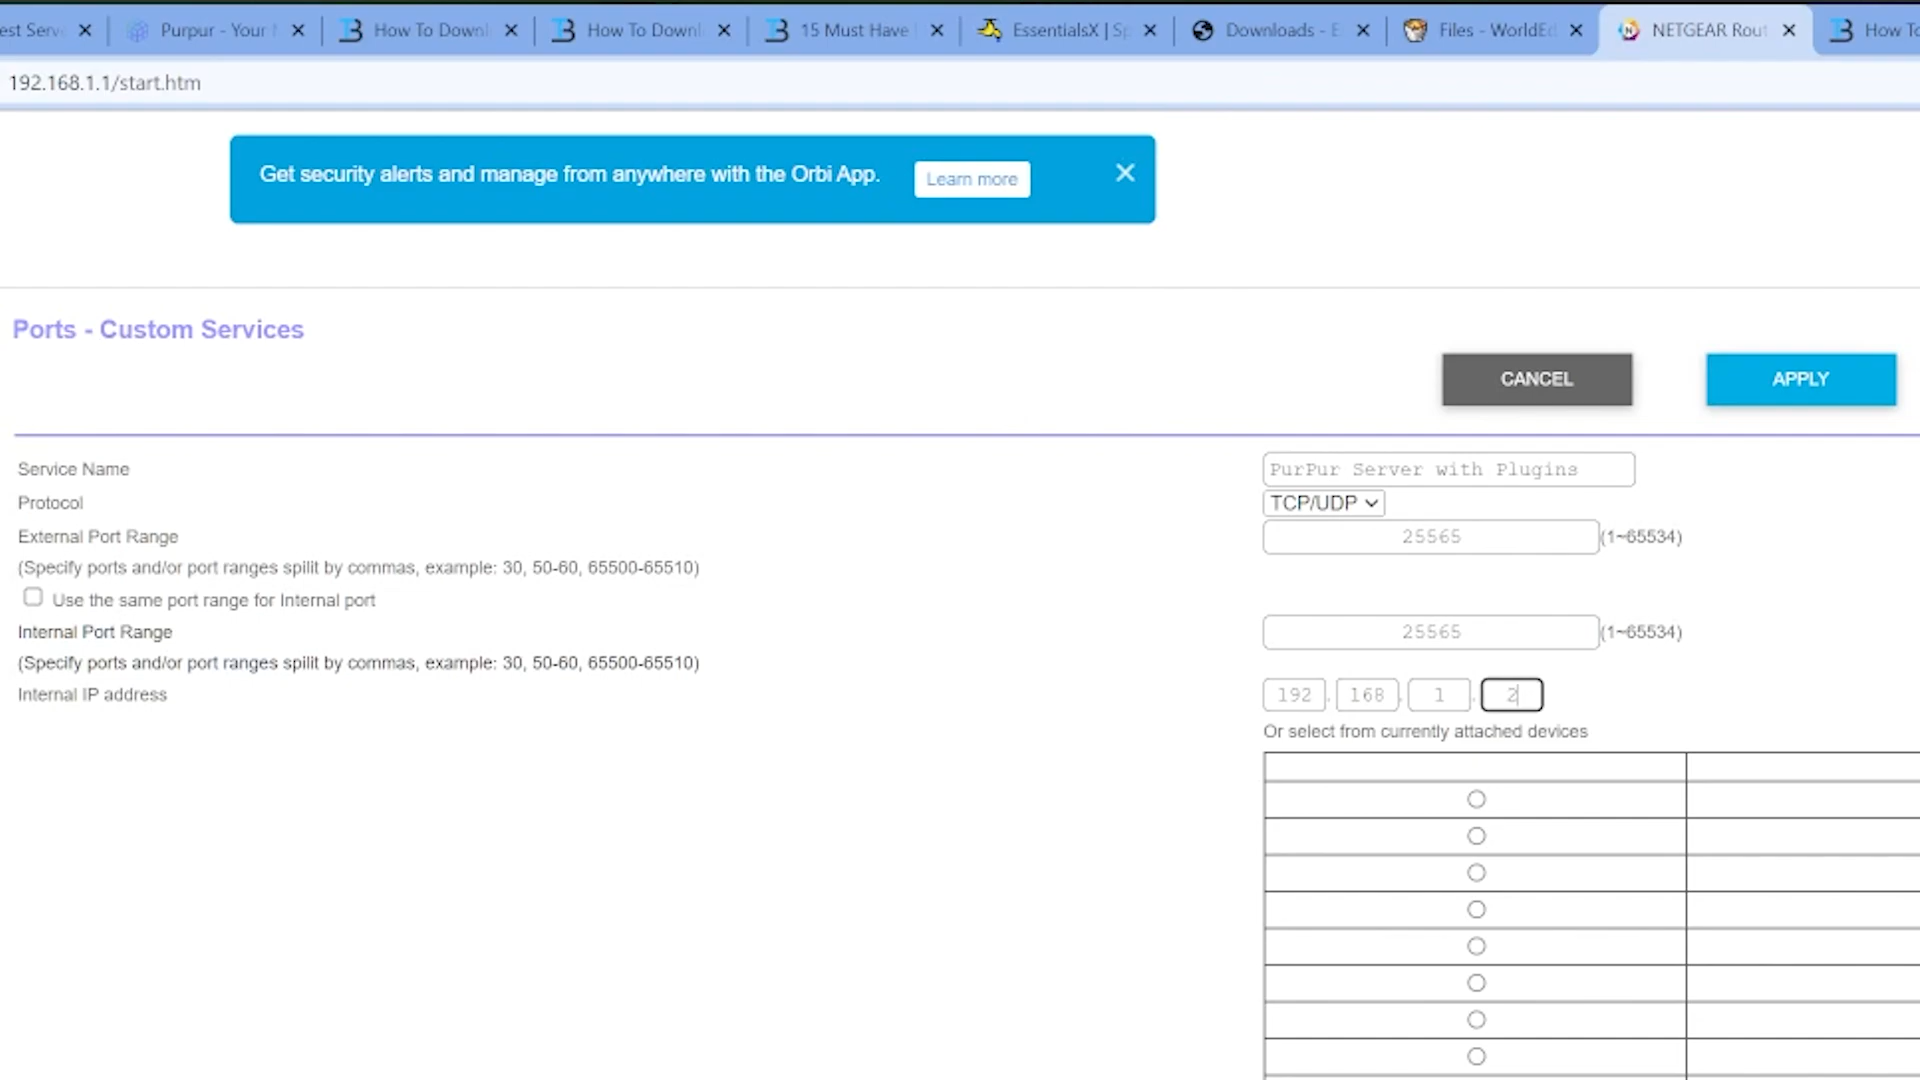 est Serv
Purpur - Your
How To Downl
How To Downl
15 Must Have
EssentialsX | Sp
Downloads - E
Files - WorldEd
NETGEAR Rout
How To
192.168.1.1/start.htm
Get security alerts and manage from anywhere with the Orbi App.
Learn more
Ports - Custom Services
CANCEL
APPLY
Service Name
PurPur Server with Plugins
Protocol
TCP/UDP
External Port Range
25565
(1~65534)
(Specify ports and/or port ranges spilit by commas, example: 30, 50-60, 65500-65510)
Use the same port range for Internal port
Internal Port Range
25565
(1~65534)
(Specify ports and/or port ranges spilit by commas, example: 30, 50-60, 65500-65510)
Internal IP address
192 . 168 . 1 . 2
Or select from currently attached devices